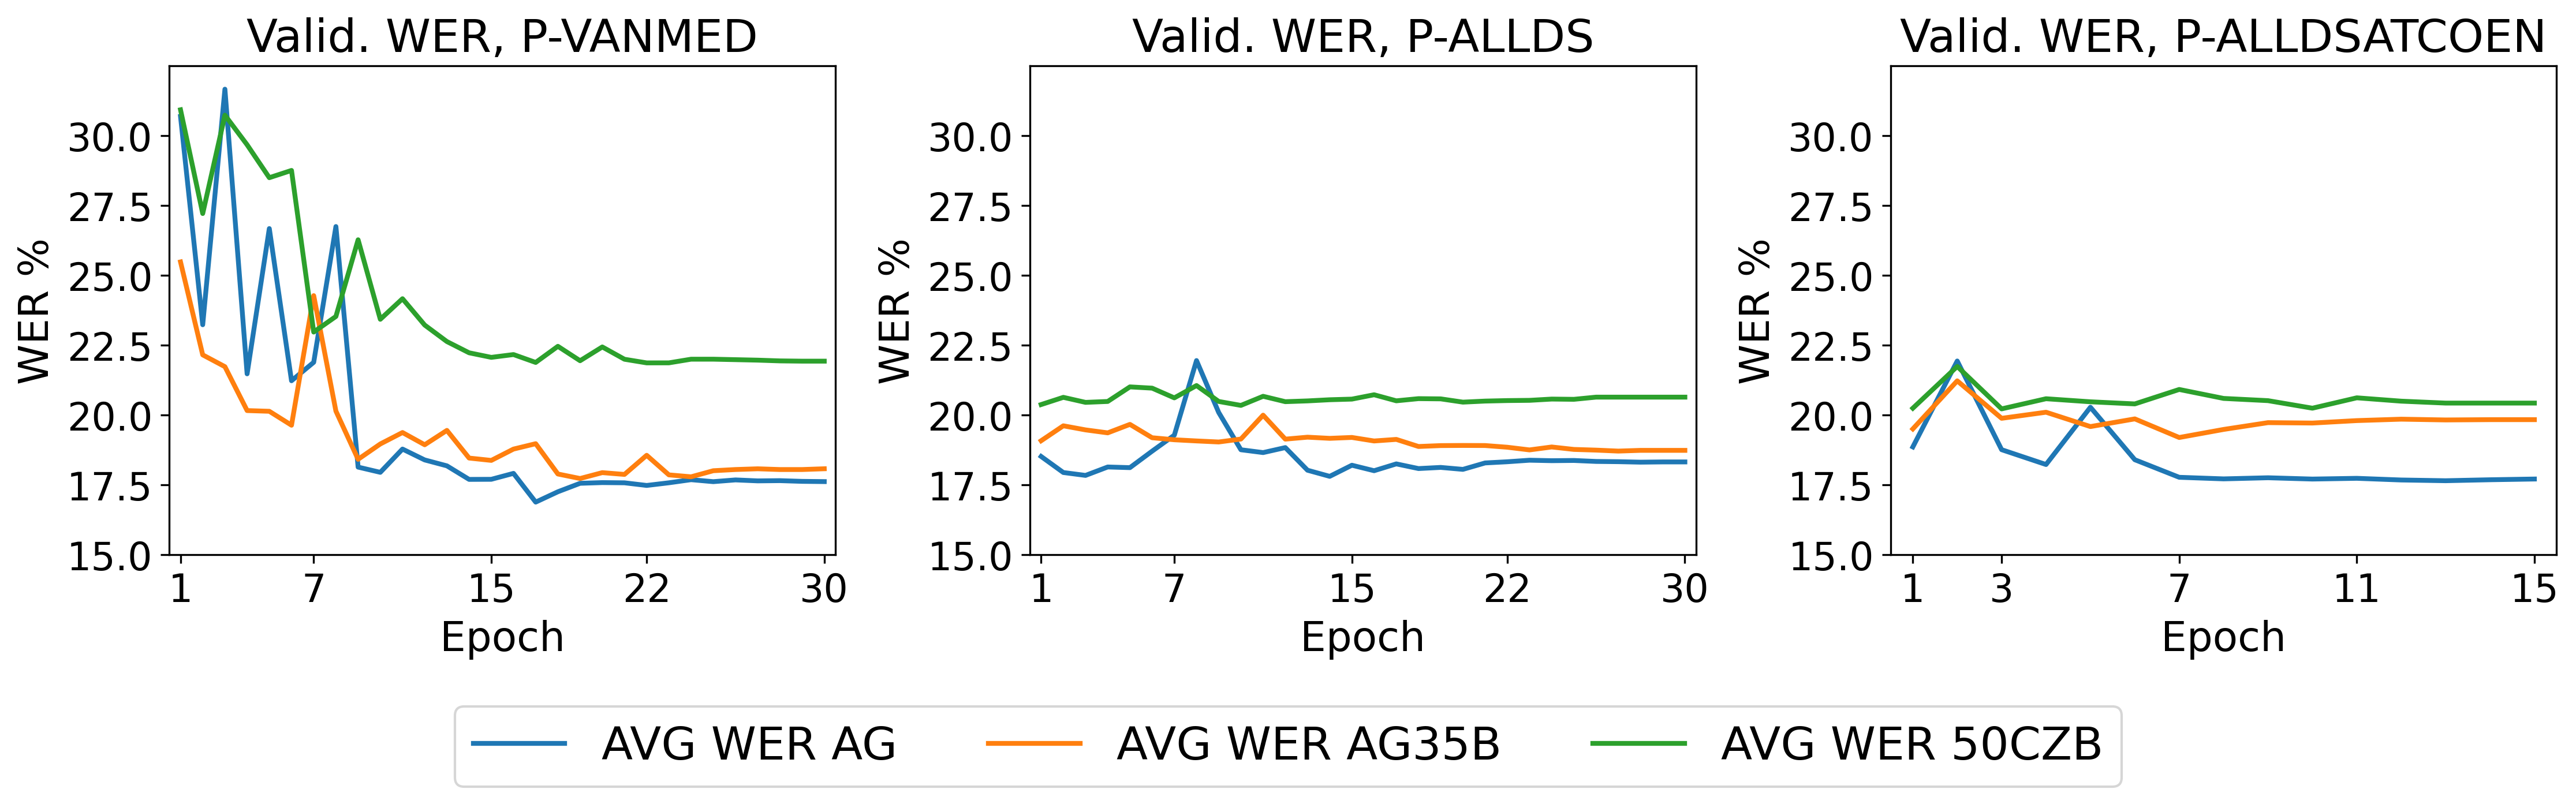 Valid. WER, P-VANMED
WER %
30.0
27.5
25.0
22.5
20.0
17.5
15.0
1 7 15 22 30
Epoch
Valid. WER, P-ALLDS
WER %
30.0
27.5
25.0
22.5
20.0
17.5
15.0
1 7 15 22 30
Epoch
Valid. WER, P-ALLDSATCOEN
WER %
30.0
27.5
25.0
22.5
20.0
17.5
15.0
1 3 7 11 15
Epoch
AVG WER AG AVG WER AG35B AVG WER 50CZB